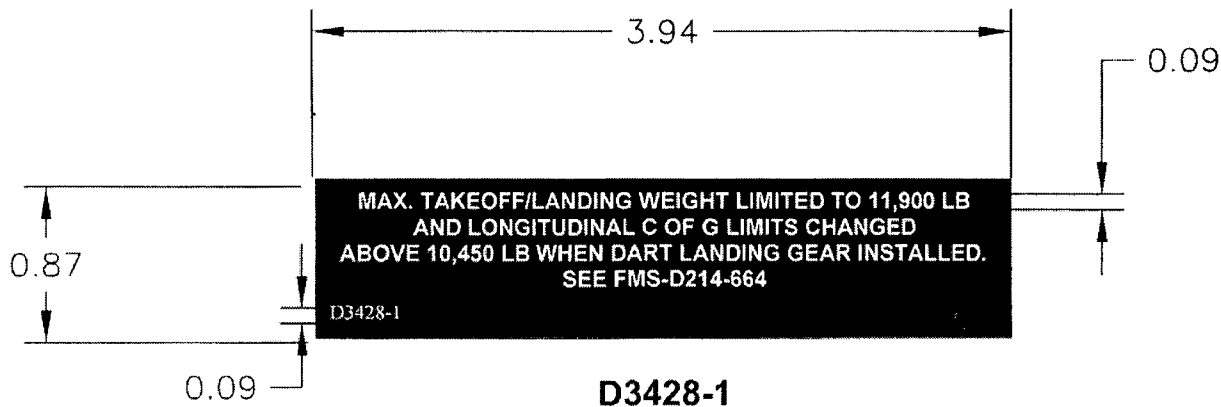 3.94
0.09
MAX. TAKEOFF/LANDING WEIGHT LIMITED TO 11,900 LB
AND LONGITUDINAL C OF G LIMITS CHANGED
ABOVE 10,450 LB WHEN DART LANDING GEAR INSTALLED.
SEE FMS-D214-664
0.87
D3428-1
0.09
D3428-1